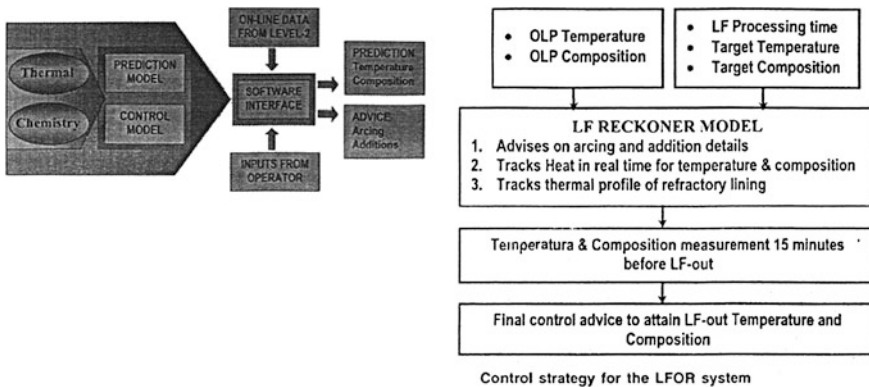 Thermal
Chemistry
PREDICTION
MODEL
CONTROL
MODEL
ON-LINE DATA
FROM LEVEL-2
SOFTWARE
INTERFACE
INPUTS FROM
OPERATOR
PREDICTION
Temperature
Composition
ADVICE
Arcing
Additions
• OLP Temperature
• OLP Composition
• LF Processing time
• Target Temperature
• Target Composition
LF RECKONER MODEL
1. Advises on arcing and addition details
2. Tracks Heat in real time for temperature & composition
3. Tracks thermal profile of refractory lining
Temperatura & Composition measurement 15 minutes
before LF-out
Final control advice to attain LF-out Temperature and
Composition
Control strategy for the LFOR system